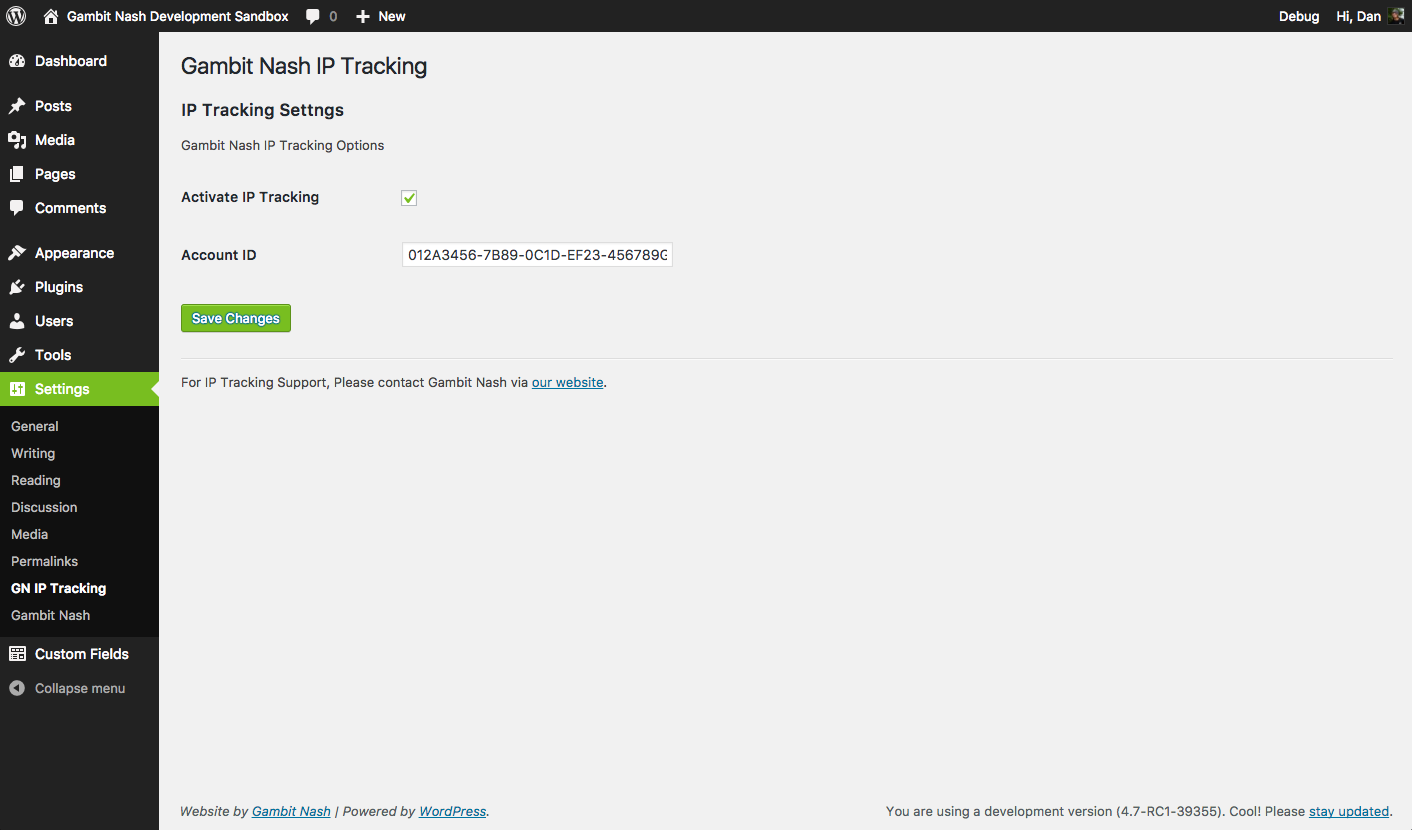 Gambit Nash Development Sandbox 0 New Debug Hi, Dan
Dashboard
Posts
Media
Pages
Comments
Appearance
Plugins
Users
Tools
Settings
General
Writing
Reading
Discussion
Media
Permalinks
GN IP Tracking
Gambit Nash
Custom Fields
Collapse menu
Gambit Nash IP Tracking
IP Tracking Settngs
Gambit Nash IP Tracking Options
Activate IP Tracking
Account ID 012A3456-7B89-0C1D-EF23-456789G
Save Changes
For IP Tracking Support, Please contact Gambit Nash via our website.
Website by Gambit Nash | Powered by WordPress. You are using a development version (4.7-RC1-39355). Cool! Please stay updated.